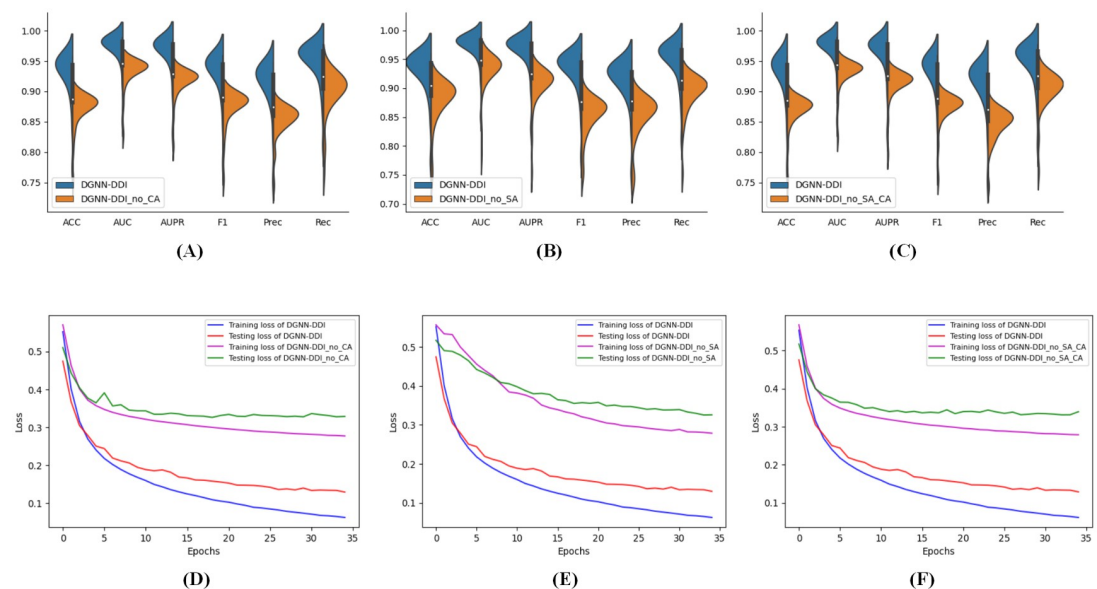 1.00
0.95
0.90
0.85
0.80
0.75
DGNN-DDI
DGNN-DDI_no_CA
ACC AUC AUPR F1 Prec Rec
(A)
1.00
0.95
0.90
0.85
0.80
0.75
0.70
DGNN-DDI
DGNN-DDI_no_SA
ACC AUC AUPR F1 Prec Rec
(B)
1.00
0.95
0.90
0.85
0.80
0.75
DGNN-DDI
DGNN-DDI_no_SA_CA
ACC AUC AUPR F1 Prec Rec
(C)
Loss
0.5
0.4
0.3
0.2
0.1
Training loss of DGNN-DDI
Testing loss of DGNN-DDI
Training loss of DGNN-DDI_no_CA
Testing loss of DGNN-DDI_no_CA
0 5 10 15 20 25 30 35
Epochs
(D)
Loss
0.5
0.4
0.3
0.2
0.1
Training loss of DGNN-DDI
Testing loss of DGNN-DDI
Training loss of DGNN-DDI_no_SA
Testing loss of DGNN-DDI_no_SA
0 5 10 15 20 25 30 35
Epochs
(E)
Loss
0.5
0.4
0.3
0.2
0.1
Training loss of DGNN-DDI
Testing loss of DGNN-DDI
Training loss of DGNN-DDI_no_SA_CA
Testing loss of DGNN-DDI_no_SA_CA
0 5 10 15 20 25 30 35
Epochs
(F)